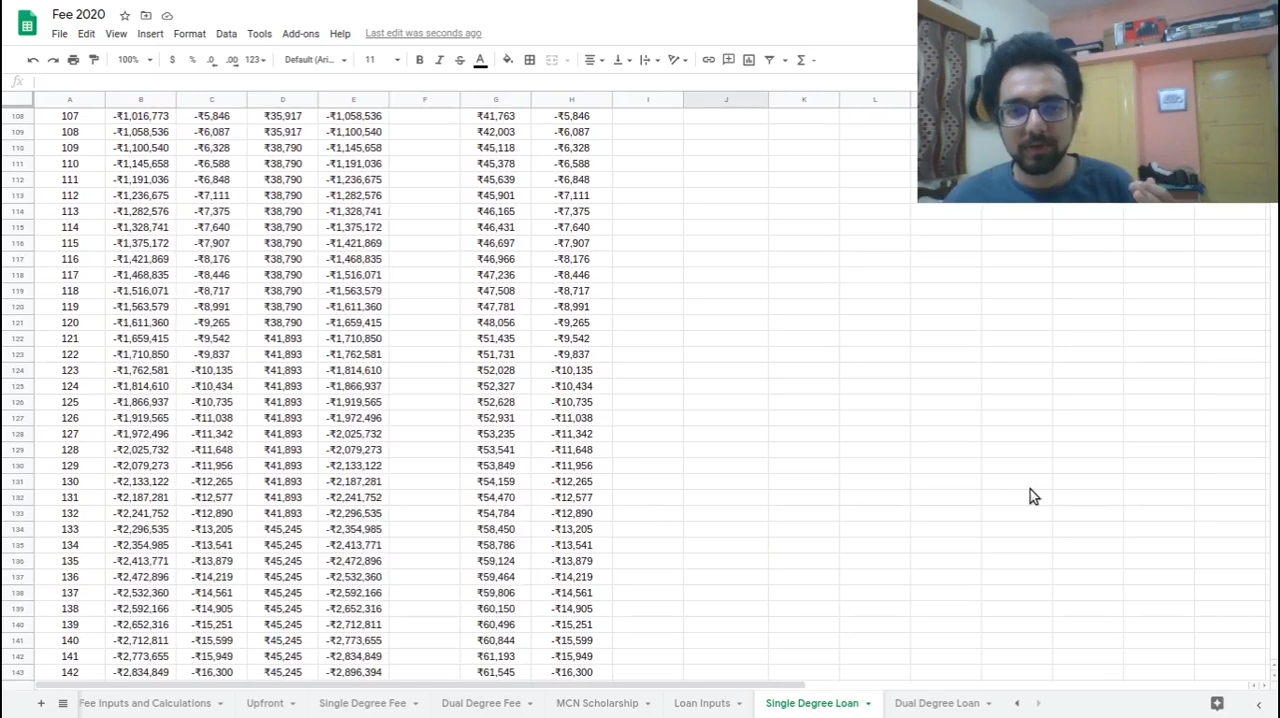 Fee 2020
File Edit View Insert Format Data Tools Add-ons Help Last edit was seconds ago
100% $ % .0 .00 123 Default (Ari... 11 B I S A
fx
A B C D E F G H I J K L
108 107 -₹1,016,773 -₹5,846 ₹35,917 -₹1,058,536 ₹41,763 -₹5,846
109 108 -₹1,058,536 -₹6,087 ₹35,917 -₹1,100,540 ₹42,003 -₹6,087
110 109 -₹1,100,540 -₹6,328 ₹38,790 -₹1,145,658 ₹45,118 -₹6,328
111 110 -₹1,145,658 -₹6,588 ₹38,790 -₹1,191,036 ₹45,378 -₹6,588
112 111 -₹1,191,036 -₹6,848 ₹38,790 -₹1,236,675 ₹45,639 -₹6,848
113 112 -₹1,236,675 -₹7,111 ₹38,790 -₹1,282,576 ₹45,901 -₹7,111
114 113 -₹1,282,576 -₹7,375 ₹38,790 -₹1,328,741 ₹46,165 -₹7,375
115 114 -₹1,328,741 -₹7,640 ₹38,790 -₹1,375,172 ₹46,431 -₹7,640
116 115 -₹1,375,172 -₹7,907 ₹38,790 -₹1,421,869 ₹46,697 -₹7,907
117 116 -₹1,421,869 -₹8,176 ₹38,790 -₹1,468,835 ₹46,966 -₹8,176
118 117 -₹1,468,835 -₹8,446 ₹38,790 -₹1,516,071 ₹47,236 -₹8,446
119 118 -₹1,516,071 -₹8,717 ₹38,790 -₹1,563,579 ₹47,508 -₹8,717
120 119 -₹1,563,579 -₹8,991 ₹38,790 -₹1,611,360 ₹47,781 -₹8,991
121 120 -₹1,611,360 -₹9,265 ₹38,790 -₹1,659,415 ₹48,056 -₹9,265
122 121 -₹1,659,415 -₹9,542 ₹41,893 -₹1,710,850 ₹51,435 -₹9,542
123 122 -₹1,710,850 -₹9,837 ₹41,893 -₹1,762,581 ₹51,731 -₹9,837
124 123 -₹1,762,581 -₹10,135 ₹41,893 -₹1,814,610 ₹52,028 -₹10,135
125 124 -₹1,814,610 -₹10,434 ₹41,893 -₹1,866,937 ₹52,327 -₹10,434
126 125 -₹1,866,937 -₹10,735 ₹41,893 -₹1,919,565 ₹52,628 -₹10,735
127 126 -₹1,919,565 -₹11,038 ₹41,893 -₹1,972,496 ₹52,931 -₹11,038
128 127 -₹1,972,496 -₹11,342 ₹41,893 -₹2,025,732 ₹53,235 -₹11,342
129 128 -₹2,025,732 -₹11,648 ₹41,893 -₹2,079,273 ₹53,541 -₹11,648
130 129 -₹2,079,273 -₹11,956 ₹41,893 -₹2,133,122 ₹53,849 -₹11,956
131 130 -₹2,133,122 -₹12,265 ₹41,893 -₹2,187,281 ₹54,159 -₹12,265
132 131 -₹2,187,281 -₹12,577 ₹41,893 -₹2,241,752 ₹54,470 -₹12,577
133 132 -₹2,241,752 -₹12,890 ₹41,893 -₹2,296,535 ₹54,784 -₹12,890
134 133 -₹2,296,535 -₹13,205 ₹45,245 -₹2,354,985 ₹58,450 -₹13,205
135 134 -₹2,354,985 -₹13,541 ₹45,245 -₹2,413,771 ₹58,786 -₹13,541
136 135 -₹2,413,771 -₹13,879 ₹45,245 -₹2,472,896 ₹59,124 -₹13,879
137 136 -₹2,472,896 -₹14,219 ₹45,245 -₹2,532,360 ₹59,464 -₹14,219
138 137 -₹2,532,360 -₹14,561 ₹45,245 -₹2,592,166 ₹59,806 -₹14,561
139 138 -₹2,592,166 -₹14,905 ₹45,245 -₹2,652,316 ₹60,150 -₹14,905
140 139 -₹2,652,316 -₹15,251 ₹45,245 -₹2,712,811 ₹60,496 -₹15,251
141 140 -₹2,712,811 -₹15,599 ₹45,245 -₹2,773,655 ₹60,844 -₹15,599
142 141 -₹2,773,655 -₹15,949 ₹45,245 -₹2,834,849 ₹61,193 -₹15,949
143 142 -₹2,834,849 -₹16,300 ₹45,245 -₹2,896,394 ₹61,545 -₹16,300
Fee Inputs and Calculations Upfront Single Degree Fee Dual Degree Fee MCN Scholarship Loan Inputs Single Degree Loan Dual Degree Loan